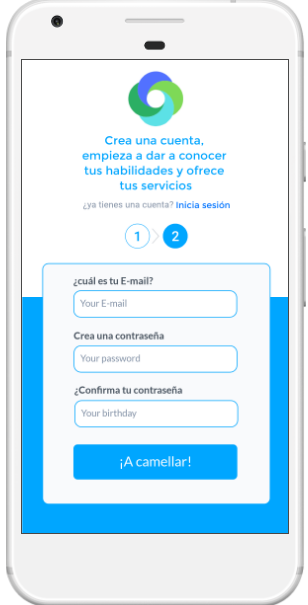 Crea una cuenta,
empieza a dar a conocer
tus habilidades y ofrece
tus servicios
¿ya tienes una cuenta? Inicia sesión
1 2
¿cuál es tu E-mail?
Your E-mail
Crea una contraseña
Your password
¿Confirma tu contraseña
Your birthday
¡A camellar!